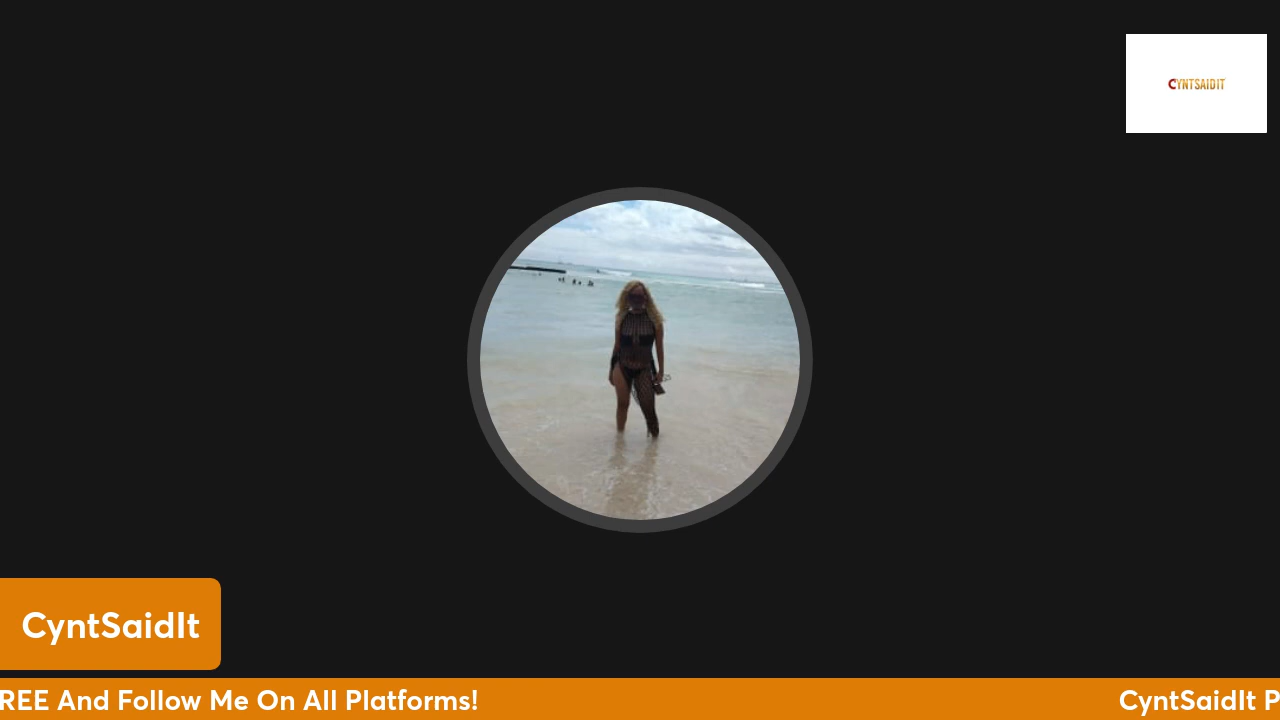 CYNTSAIDIT
CyntSaidIt
REE And Follow Me On All Platforms! CyntSaidIt P